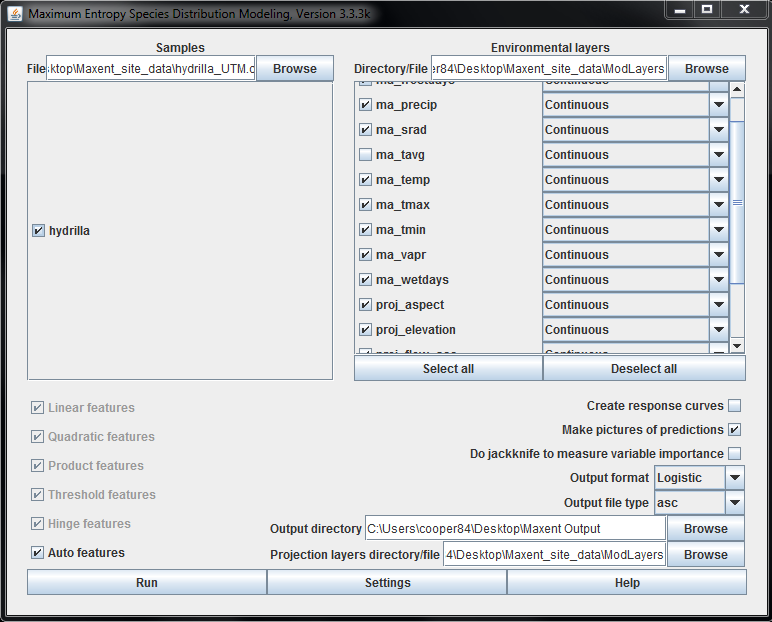 Maximum Entropy Species Distribution Modeling, Version 3.3.3k
Samples
Environmental layers
File ktop\Maxent_site_data\hydrilla_UTM.c Browse
Directory/File er84\Desktop\Maxent_site_data\ModLayers Browse
ma_precip Continuous
ma_srad Continuous
ma_tavg Continuous
ma_temp Continuous
ma_tmax Continuous
hydrilla
ma_tmin Continuous
ma_vapr Continuous
ma_wetdays Continuous
proj_aspect Continuous
proj_elevation Continuous
Select all Deselect all
Linear features
Quadratic features
Product features
Threshold features
Hinge features
Auto features
Create response curves
Make pictures of predictions
Do jackknife to measure variable importance
Output format Logistic
Output file type asc
Output directory C:\Users\cooper84\Desktop\Maxent Output Browse
Projection layers directory/file 4\Desktop\Maxent_site_data\ModLayers Browse
Run Settings Help